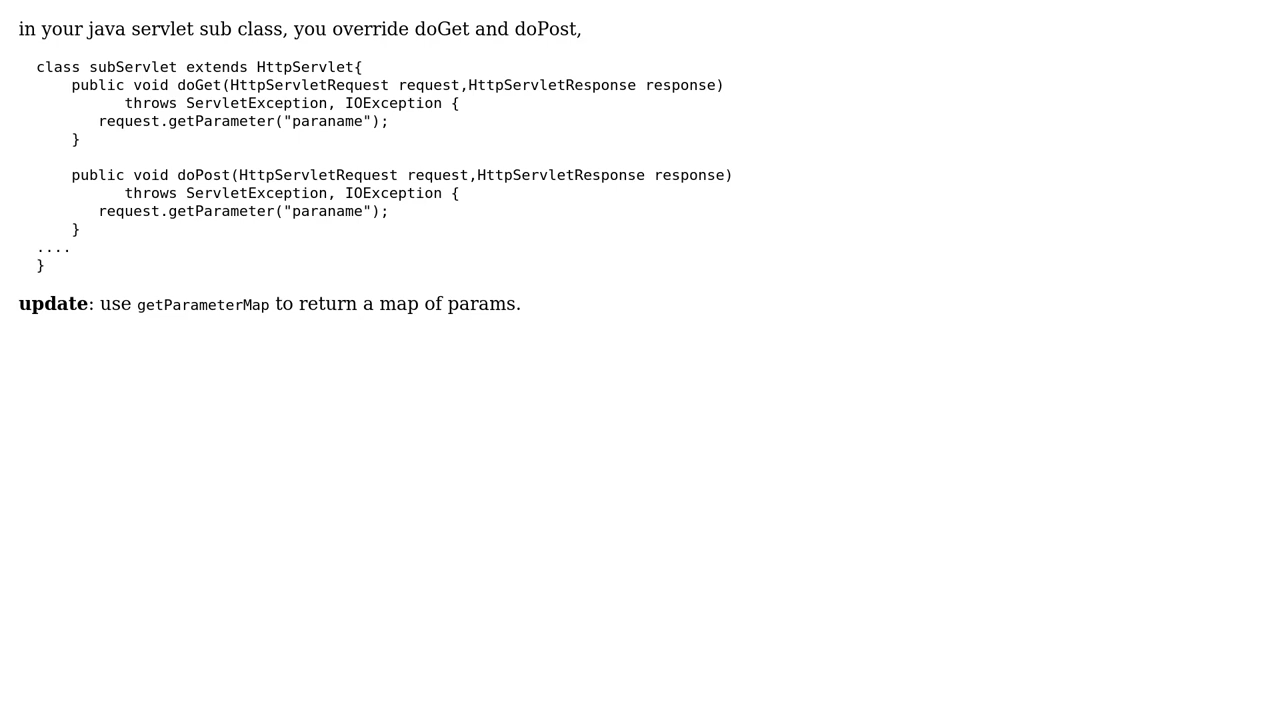 in your java servlet sub class, you override doGet and doPost,
class subServlet extends HttpServlet{
    public void doGet(HttpServletRequest request,HttpServletResponse response)
          throws ServletException, IOException {
       request.getParameter("paraname");
    }
    public void doPost(HttpServletRequest request,HttpServletResponse response)
          throws ServletException, IOException {
       request.getParameter("paraname");
    }
....
}
update: use getParameterMap to return a map of params.